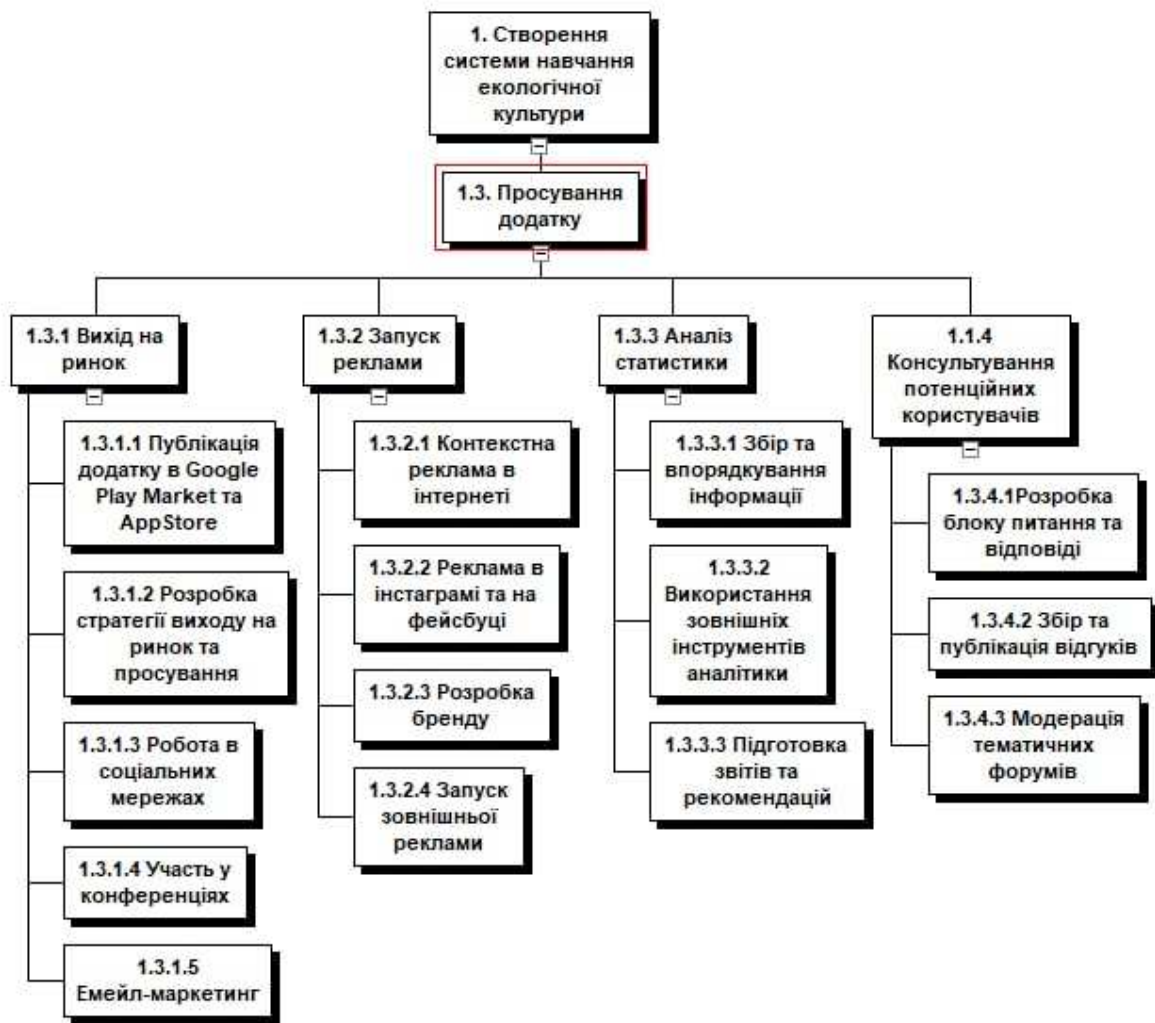 1. Створення
системи навчання
екологічної
культури
1.3. Просування
додатку
1.3.1 Вихід на
ринок
1.3.1.1 Публікація
додатку в Google
Play Market та
AppStore
1.3.1.2 Розробка
стратегії виходу на
ринок та
просування
1.3.1.3 Робота в
соціальних
мережах
1.3.1.4 Участь у
конференціях
1.3.1.5
Емейл-маркетинг
1.3.2 Запуск
реклами
1.3.2.1 Контекстна
реклама в
інтернеті
1.3.2.2 Реклама в
інстаграмі та на
фейсбуці
1.3.2.3 Розробка
бренду
1.3.2.4 Запуск
зовнішньої
реклами
1.3.3 Аналіз
статистики
1.3.3.1 Збір та
впорядкування
інформації
1.3.3.2
Використання
зовнішніх
інструментів
аналітики
1.3.3.3 Підготовка
звітів та
рекомендацій
1.1.4
Консультування
потенційних
користувачів
1.3.4.1Розробка
блоку питання та
відповіді
1.3.4.2 Збір та
публікація відгуків
1.3.4.3 Модерація
тематичних
форумів